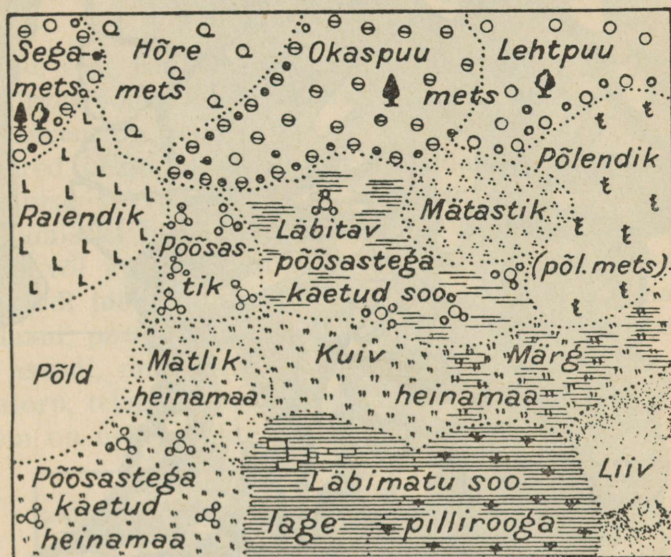 Sega-
mets
Hõre
mets
Okaspuu
Lehtpuu
mets
Raiendik
Põõsas
tik
Läbitav
põõsastega
kaetud soo
Mätastik
Põlendik
(põl. mets)
Põld
Mätlik
heinamaa
Kuiv
Märg
heinamaa
Põõsastega
kaetud
heinamaa
Läbimatu soo
lage
pillirooga
Liiv